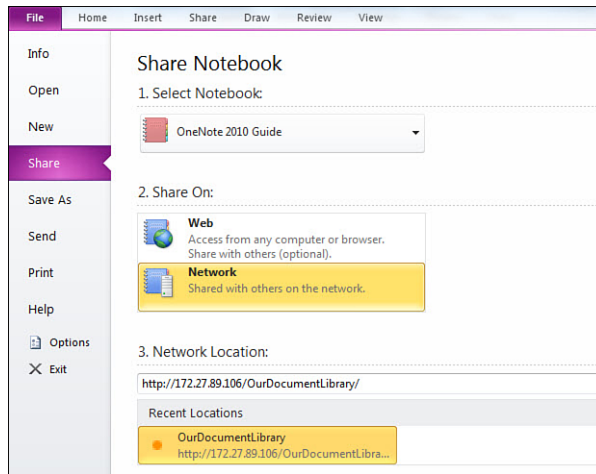 File Home Insert Share Draw Review View
Info
Open
New
Share
Save As
Send
Print
Help
Options
Exit
Share Notebook
1. Select Notebook:
OneNote 2010 Guide
2. Share On:
Web
Access from any computer or browser.
Share with others (optional).
Network
Shared with others on the network.
3. Network Location:
http://172.27.89.106/OurDocumentLibrary/
Recent Locations
OurDocumentLibrary
http://172.27.89.106/OurDocumentLibra...